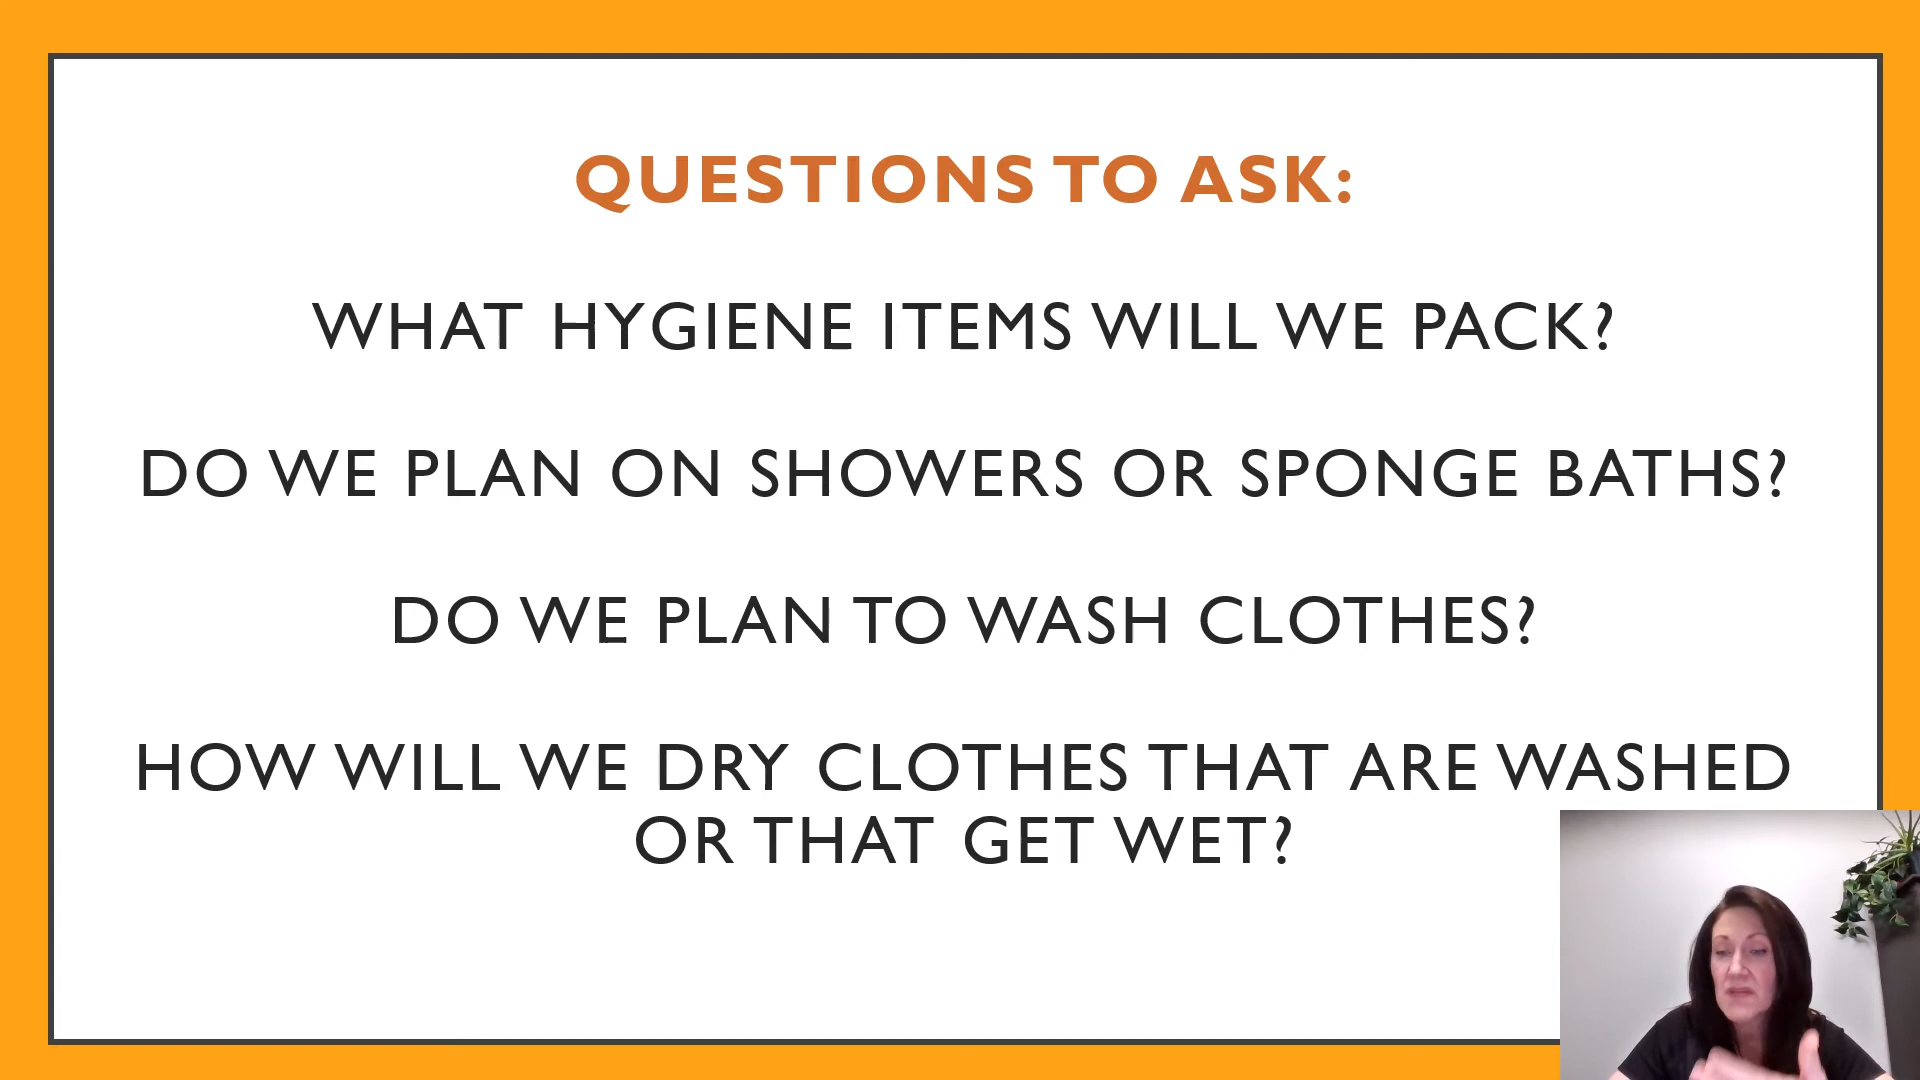 QUESTIONS TO ASK:
WHAT HYGIENE ITEMS WILL WE PACK?
DO WE PLAN ON SHOWERS OR SPONGE BATHS?
DO WE PLAN TO WASH CLOTHES?
HOW WILL WE DRY CLOTHES THAT ARE WASHED
OR THAT GET WET?